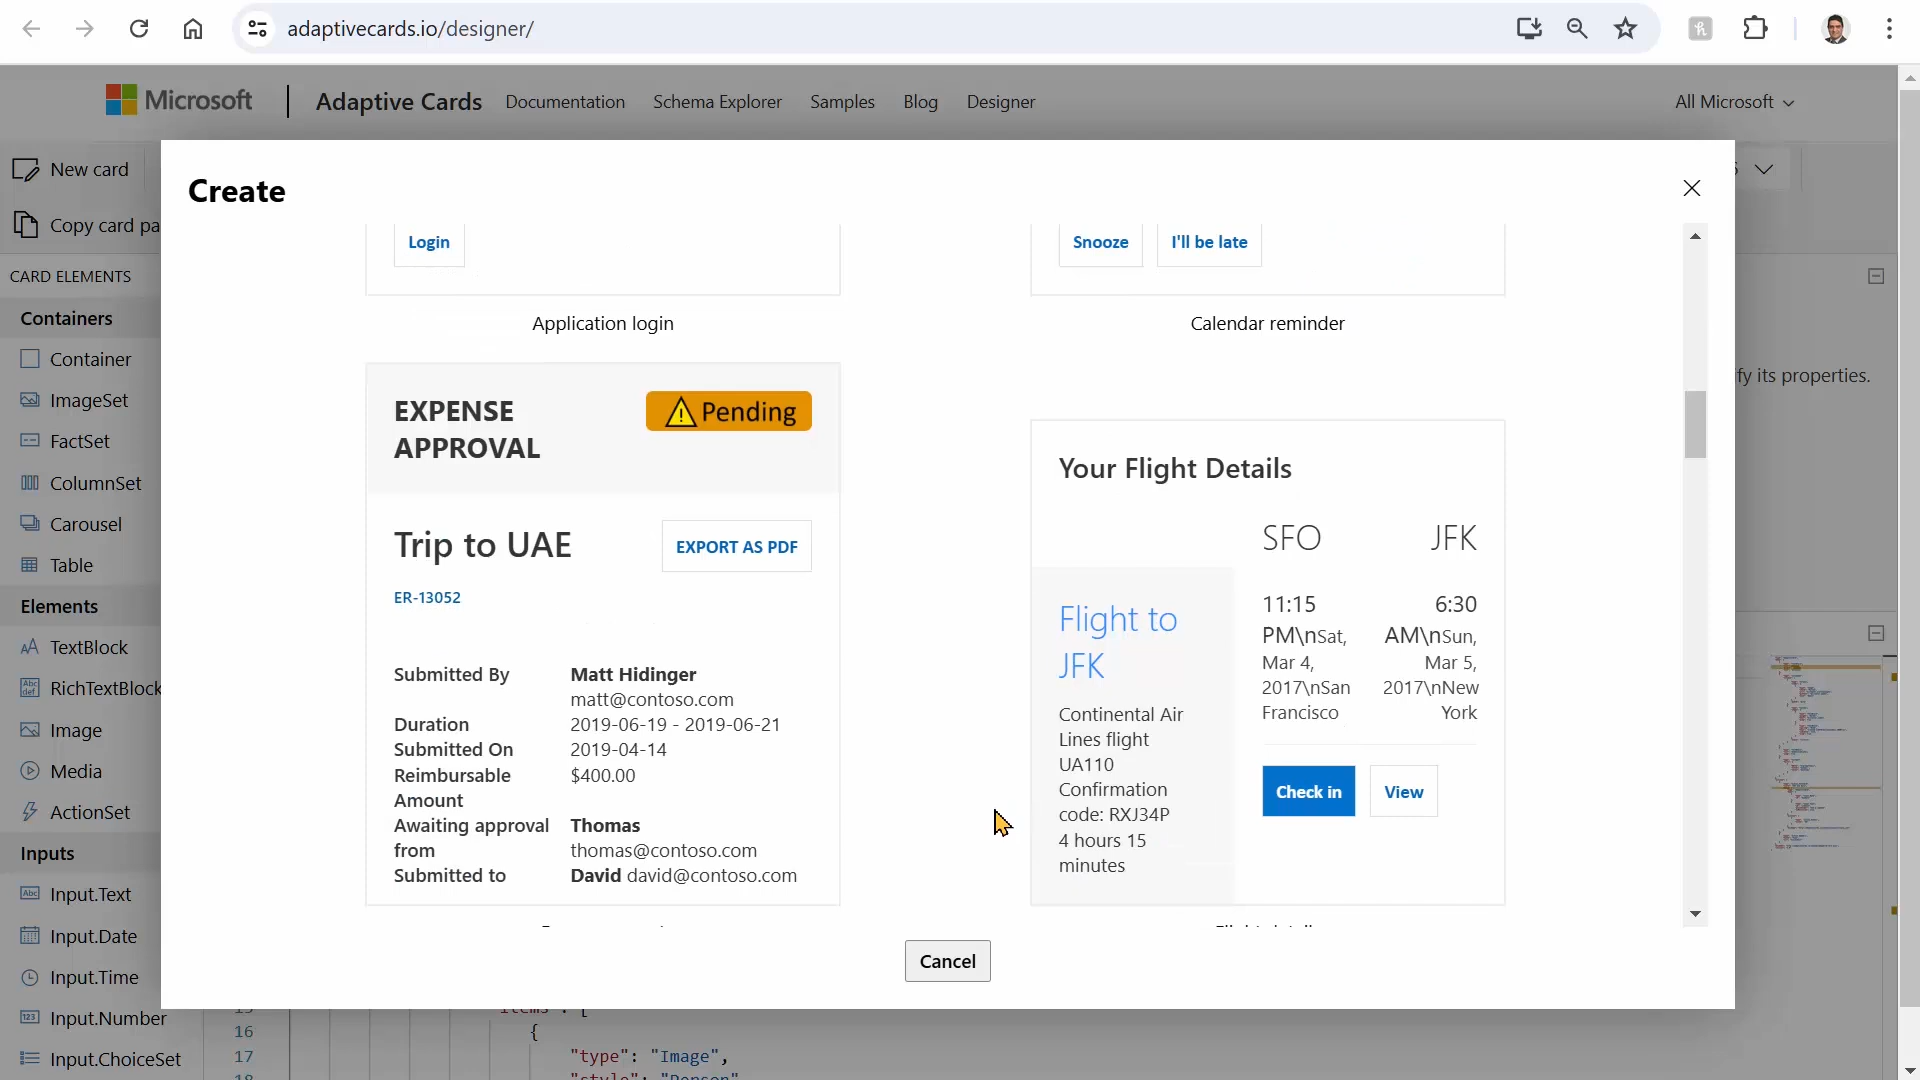 adaptivecards.io/designer/
Microsoft
Adaptive Cards
Documentation
Schema Explorer
Samples
Blog
Designer
All Microsoft
New card
Copy card pa
CARD ELEMENTS
Containers
Container
ImageSet
FactSet
ColumnSet
Carousel
Table
Elements
TextBlock
RichTextBlock
Image
Media
ActionSet
Inputs
Input.Text
Input.Date
Input.Time
Input.Number
Input.ChoiceSet
Create
Login
Application login
Snooze
I'll be late
Calendar reminder
EXPENSE
APPROVAL
Pending
Trip to UAE
EXPORT AS PDF
ER-13052
Submitted By
Matt Hidinger
matt@contoso.com
Duration
2019-06-19 - 2019-06-21
Submitted On
2019-04-14
Reimbursable
Amount
$400.00
Awaiting approval
from
Thomas
thomas@contoso.com
Submitted to
David david@contoso.com
Your Flight Details
Flight to
JFK
Continental Air
Lines flight
UA110
Confirmation
code: RXJ34P
4 hours 15
minutes
SFO
11:15
PM\nSat,
Mar 4,
2017\nSan
Francisco
JFK
6:30
AM\nSun,
Mar 5,
2017\nNew
York
Check in
View
Cancel
fy its properties.
16
{
17
"type": "Image",